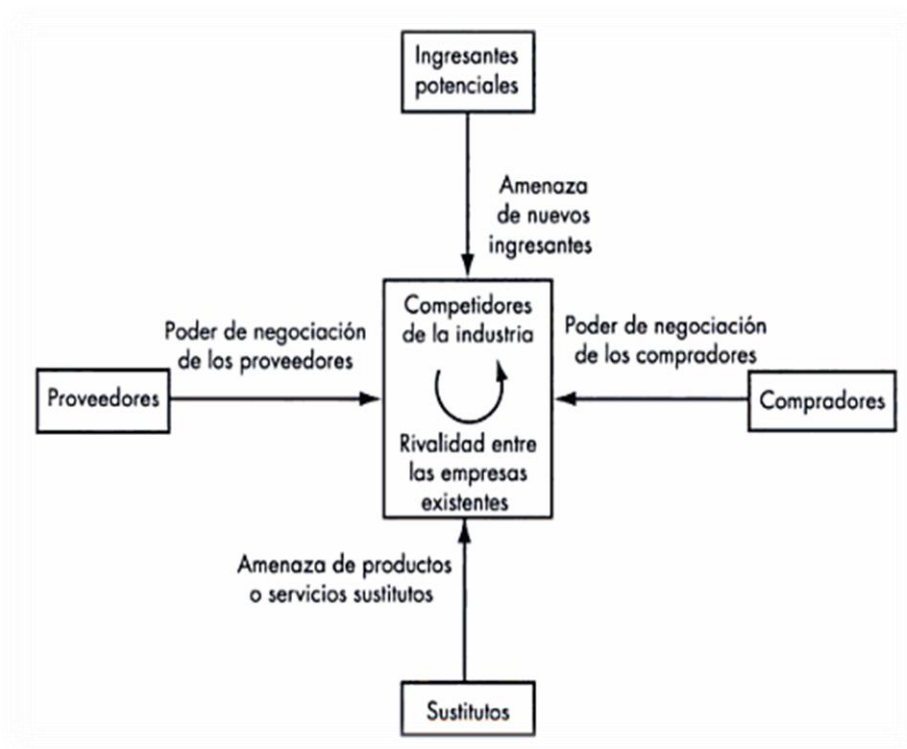 Ingresantes
potenciales
Amenaza
de nuevos
ingresantes
Competidores
de la industria
Poder de negociación
de los proveedores
Poder de negociación
de los compradores
Proveedores
Compradores
Rivalidad entre
las empresas
existentes
Amenaza de productos
o servicios sustitutos
Sustitutos